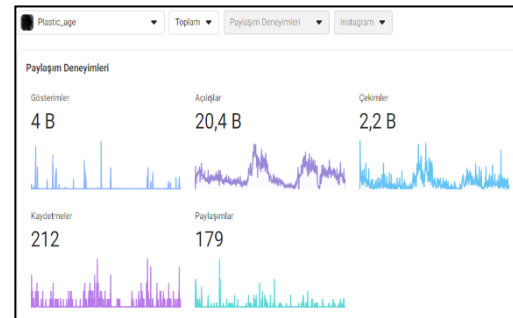 Plastic_age Toplam Paylaşım Deneyimleri Instagram
Paylaşım Deneyimleri
Gösterimler Açılışlar Çekimler
4 B 20,4 B 2,2 B
Kaydetmeler Paylaşımlar
212 179